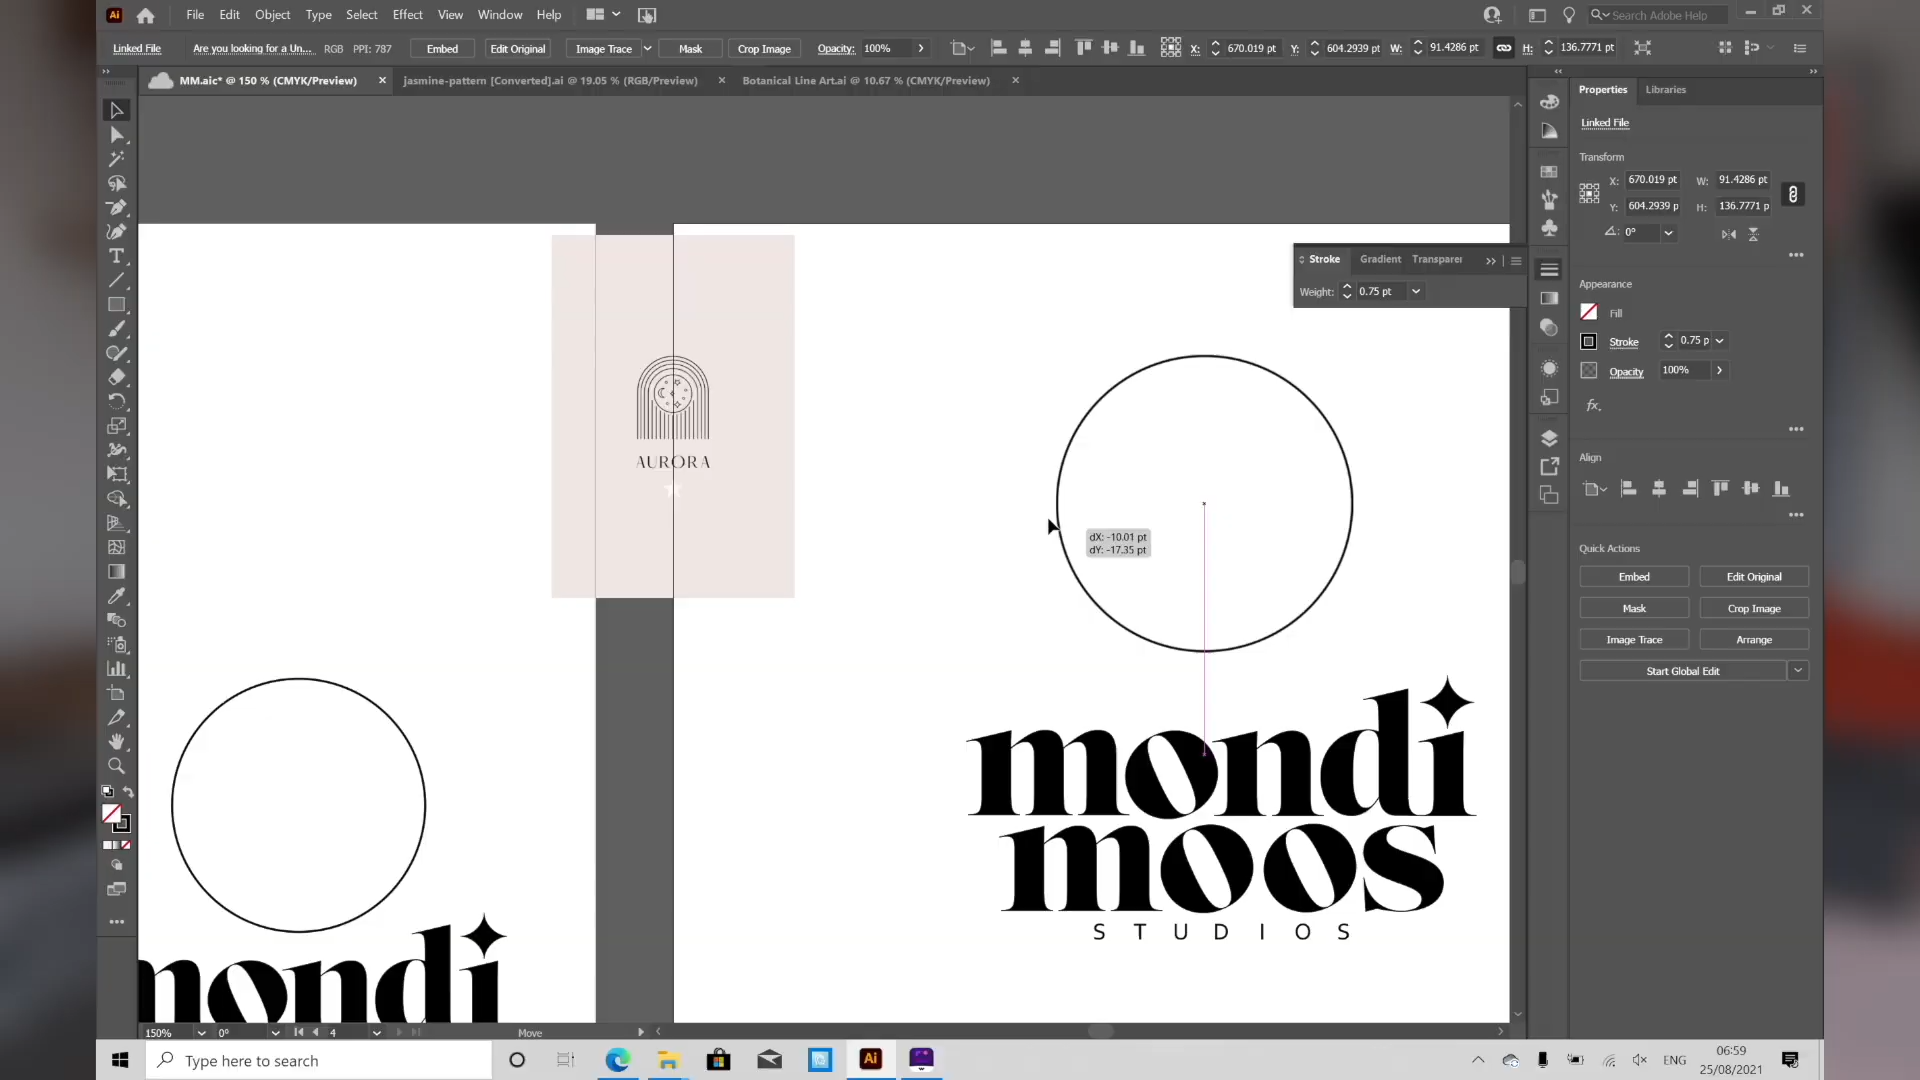 Ai File Edit Object Type Select Effect View Window Help Search Adobe Help
Linked File Are you looking for a Un... RGB PPI: 787 Embed Edit Original Image Trace Mask Crop Image Opacity: 100% X: 670.019 pt Y: 604.2939 pt W: 91.4286 pt H: 136.7771 pt
MM.aic* @ 150 % (CMYK/Preview) × jasmine-pattern [Converted].ai @ 19.05 % (RGB/Preview) × Botanical Line Art.ai @ 10.67 % (CMYK/Preview) ×
Properties Libraries
Linked File
Transform
X: 670.019 pt W: 91.4286 pt
Y: 604.2939 p H: 136.7771 p
0°
Stroke Gradient Transparer
Weight: 0.75 pt
Appearance
Fill
Stroke 0.75 p
Opacity 100%
fx.
Align
Quick Actions
Embed Edit Original
Mask Crop Image
Image Trace Arrange
Start Global Edit
AURORA
dX: -10.01 pt
dY: -17.35 pt
mondi
moos
STUDIOS
mondi
150% 0° 4 Move
Type here to search
Ai
ENG
06:59
25/08/2021